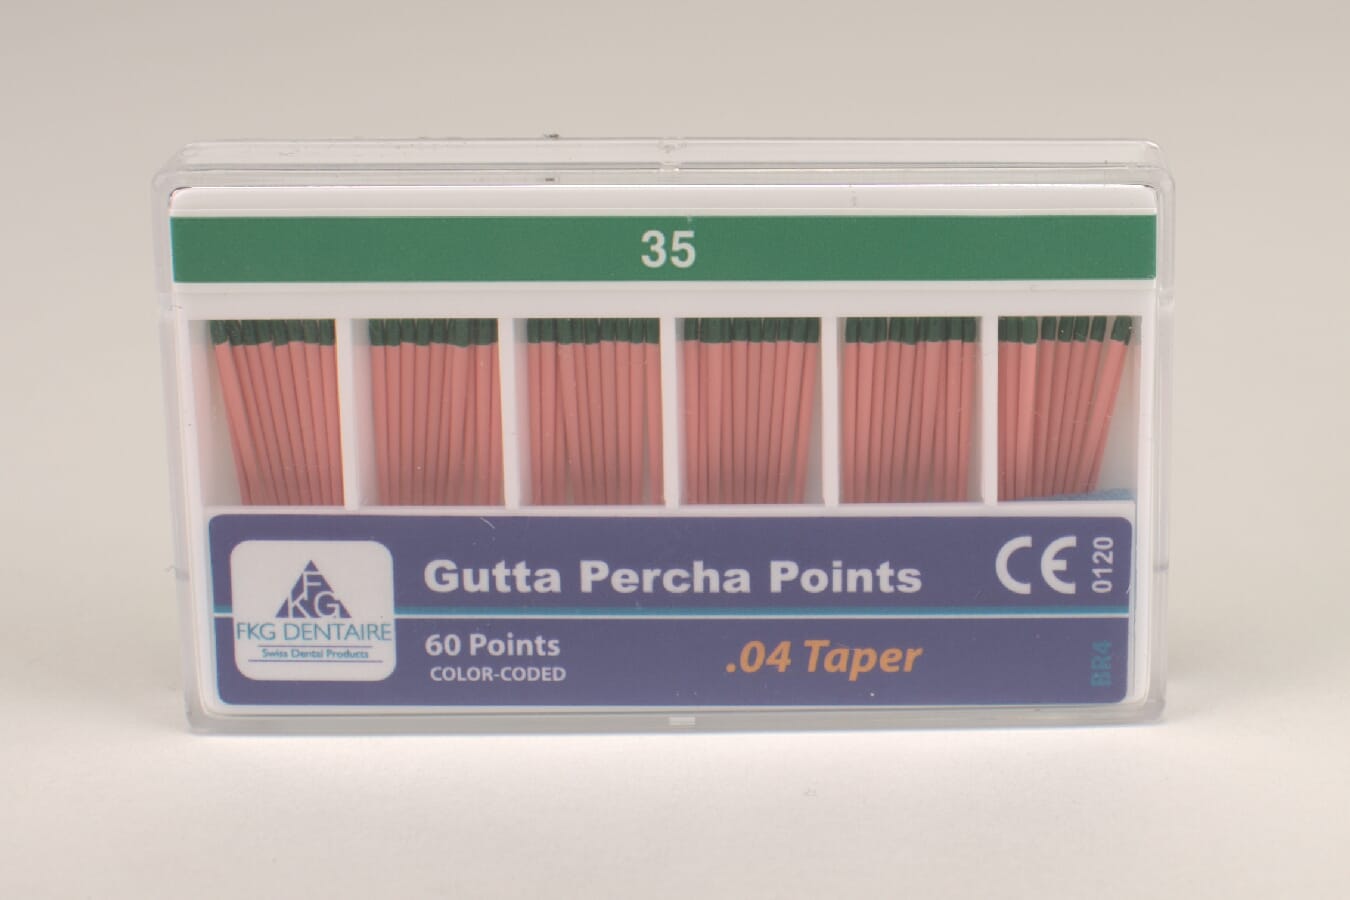 35
FKG
FKG DENTAIRE
Swiss Dental Products
Gutta Percha Points
CE 0120
60 Points
COLOR-CODED
.04 Taper
BR4